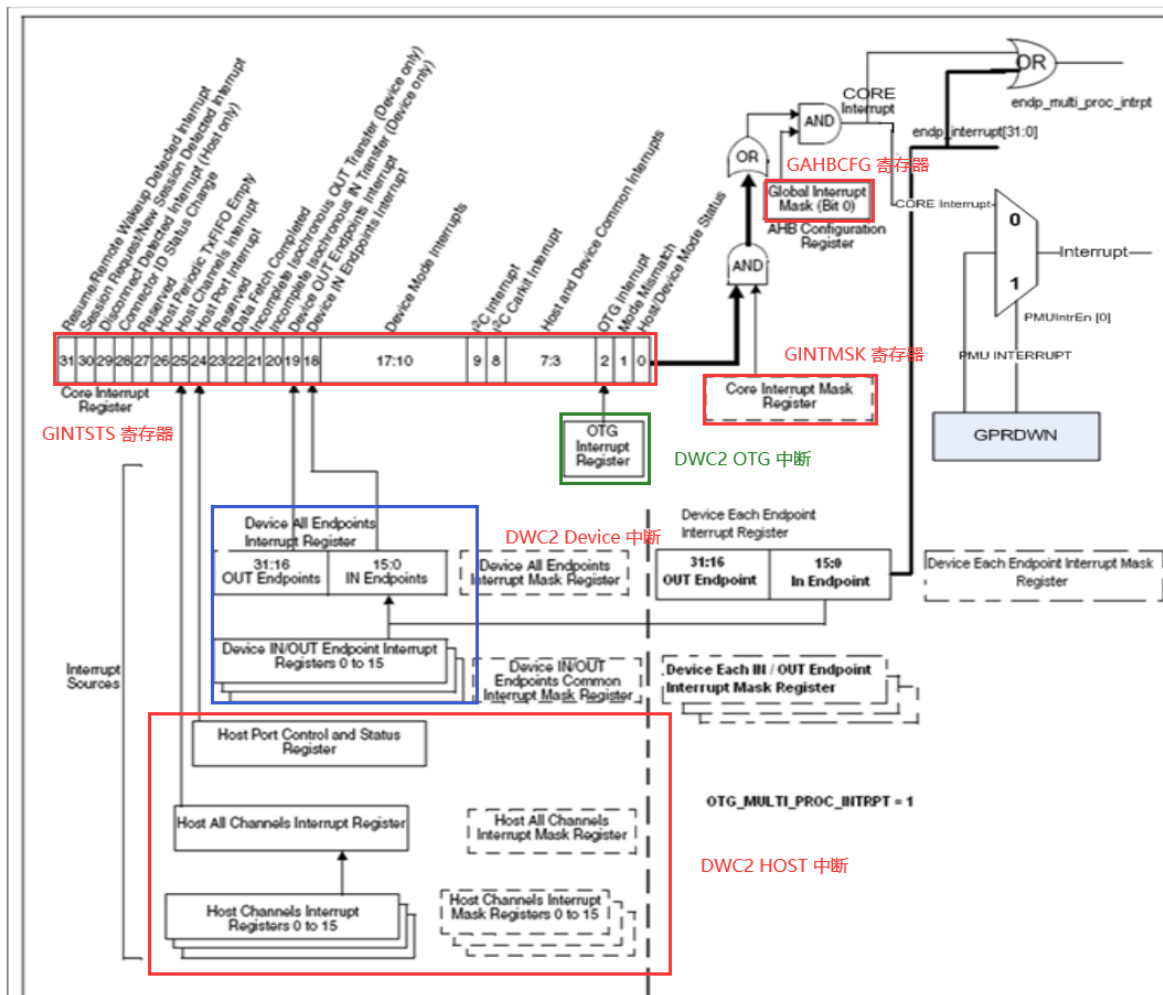 Resume/Remote Wakeup Detected Interrupt
Session Request/New Session Detected Interrupt
Disconnect Detected Interrupt (Host only)
Connector ID Status Change
Reserved
Host Periodic TxFIFO Empty
Host Channels Interrupt
Host Port Interrupt
Reserved
Data Fetch Completed
Incomplete Isochronous OUT Transfer (Device only)
Incomplete Isochronous IN Transfer (Device only)
Device OUT Endpoints Interrupt
Device IN Endpoints Interrupt
Device Mode Interrupts
I²C Interrupt
I²C Carkit Interrupt
Host and Device Common Interrupts
OTG Interrupt
Mode Mismatch
Host/Device Mode Status
31 30 29 28 27 26 25 24 23 22 21 20 19 18 17:10 9 8 7:3 2 1 0
Core Interrupt
Register
GINTSTS 寄存器
OR
endp_multi_proc_intrpt
CORE
Interrupt
AND
endp_interrupt[31:0]
OR
GAHBCFG 寄存器
Global Interrupt
Mask (Bit 0)
AHB Configuration
Register
CORE Interrupt
0
1
Interrupt
PMUIntrEn [0]
PMU INTERRUPT
GPRDWN
AND
GINTMSK 寄存器
Core Interrupt Mask
Register
OTG
Interrupt
Register
DWC2 OTG 中断
Interrupt
Sources
Device All Endpoints
Interrupt Register
31:16
OUT Endpoints
15:0
IN Endpoints
DWC2 Device 中断
Device All Endpoints
Interrupt Mask Register
Device Each Endpoint
Interrupt Register
31:16
OUT Endpoint
15:0
In Endpoint
Device Each Endpoint Interrupt Mask
Register
Device IN/OUT Endpoint Interrupt
Registers 0 to 15
Device IN/OUT
Endpoints Common
Interrupt Mask Register
Device Each IN / OUT Endpoint
Interrupt Mask Register
Host Port Control and Status
Register
Host All Channels Interrupt Register
Host All Channels
Interrupt Mask Register
OTG_MULTI_PROC_INTRPT = 1
DWC2 HOST 中断
Host Channels Interrupt
Registers 0 to 15
Host Channels Interrupt
Mask Registers 0 to 15